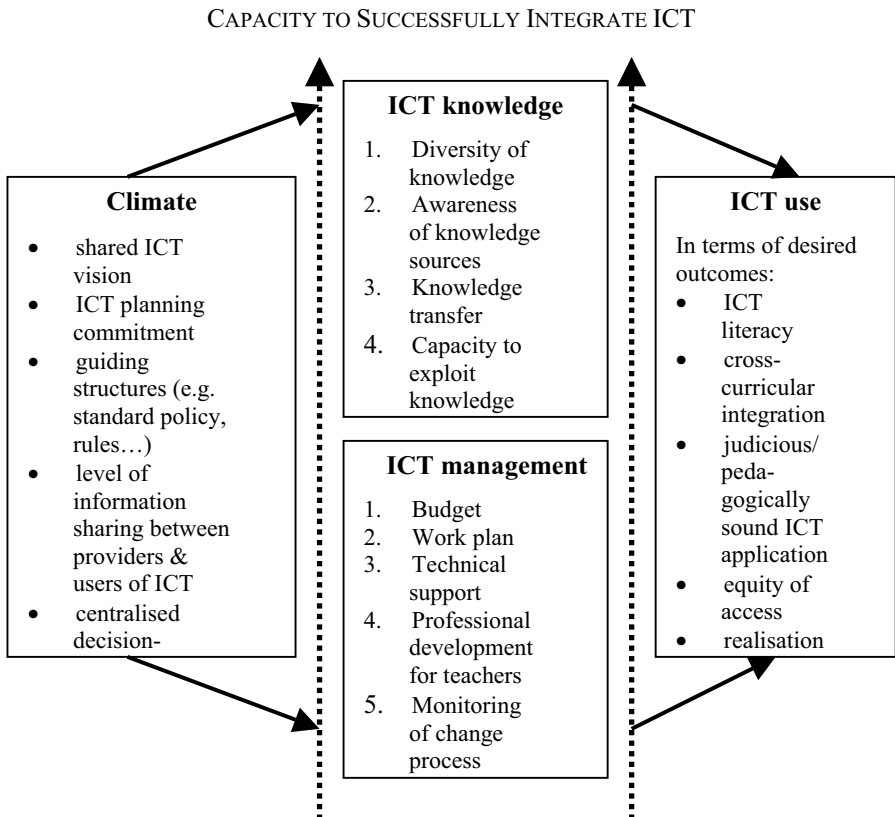 CAPACITY TO SUCCESSFULLY INTEGRATE ICT
Climate
• shared ICT
vision
• ICT planning
commitment
• guiding
structures (e.g.
standard policy,
rules…)
• level of
information
sharing between
providers &
users of ICT
• centralised
decision-
ICT knowledge
1. Diversity of
knowledge
2. Awareness
of knowledge
sources
3. Knowledge
transfer
4. Capacity to
exploit
knowledge
ICT management
1. Budget
2. Work plan
3. Technical
support
4. Professional
development
for teachers
5. Monitoring
of change
process
ICT use
In terms of desired
outcomes:
• ICT
literacy
• cross-
curricular
integration
• judicious/
peda-
gogically
sound ICT
application
• equity of
access
• realisation